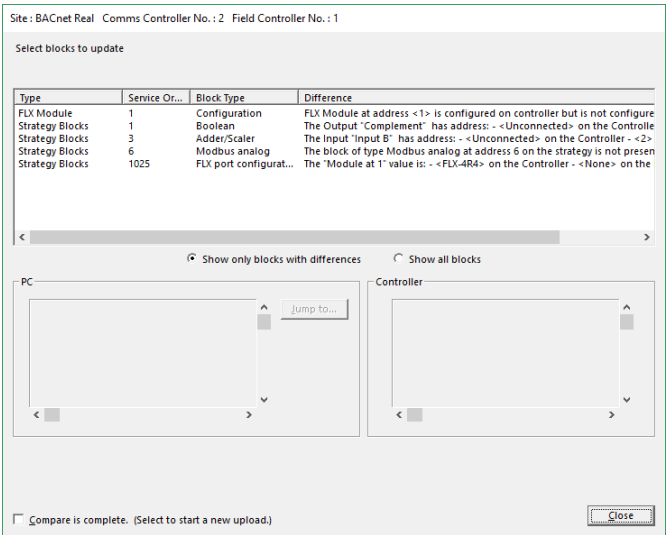 Site : BACnet Real   Comms Controller No. : 2   Field Controller No. : 1
Select blocks to update
Type   Service Or...   Block Type   Difference
FLX Module   1   Configuration   FLX Module at address <1> is configured on controller but is not configure
Strategy Blocks   1   Boolean   The Output "Complement"  has address: - <Unconnected> on the Controlle
Strategy Blocks   3   Adder/Scaler   The Input "Input B"  has address: - <Unconnected> on the Controller - <2>
Strategy Blocks   6   Modbus analog   The block of type Modbus analog at address 6 on the strategy is not presen
Strategy Blocks   1025   FLX port configurat...   The "Module at 1" value is: - <FLX-4R4> on the Controller - <None> on the
Show only blocks with differences   Show all blocks
PC   Controller
Jump to...
Compare is complete.  (Select to start a new upload.)   Close